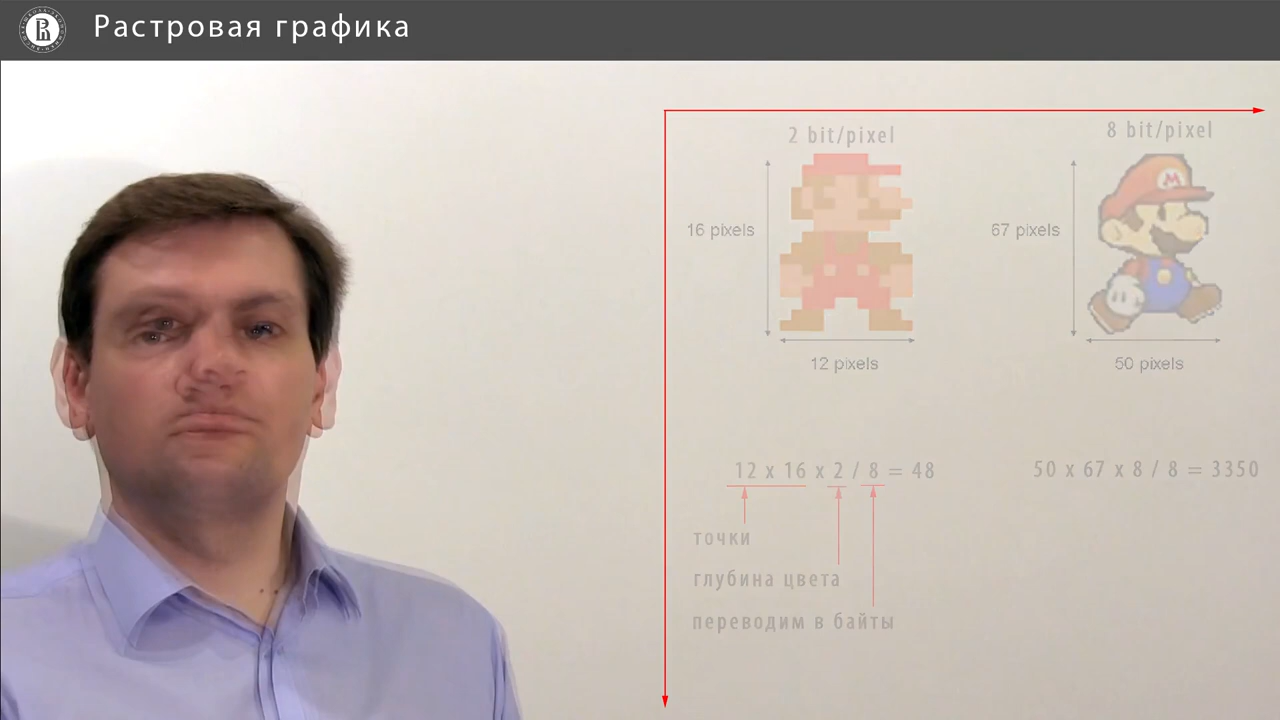 Растровая графика
2 bit/pixel
8 bit/pixel
16 pixels
67 pixels
12 pixels
50 pixels
12 x 16 x 2 / 8 = 48
50 x 67 x 8 / 8 = 3350
точки
глубина цвета
переводим в байты